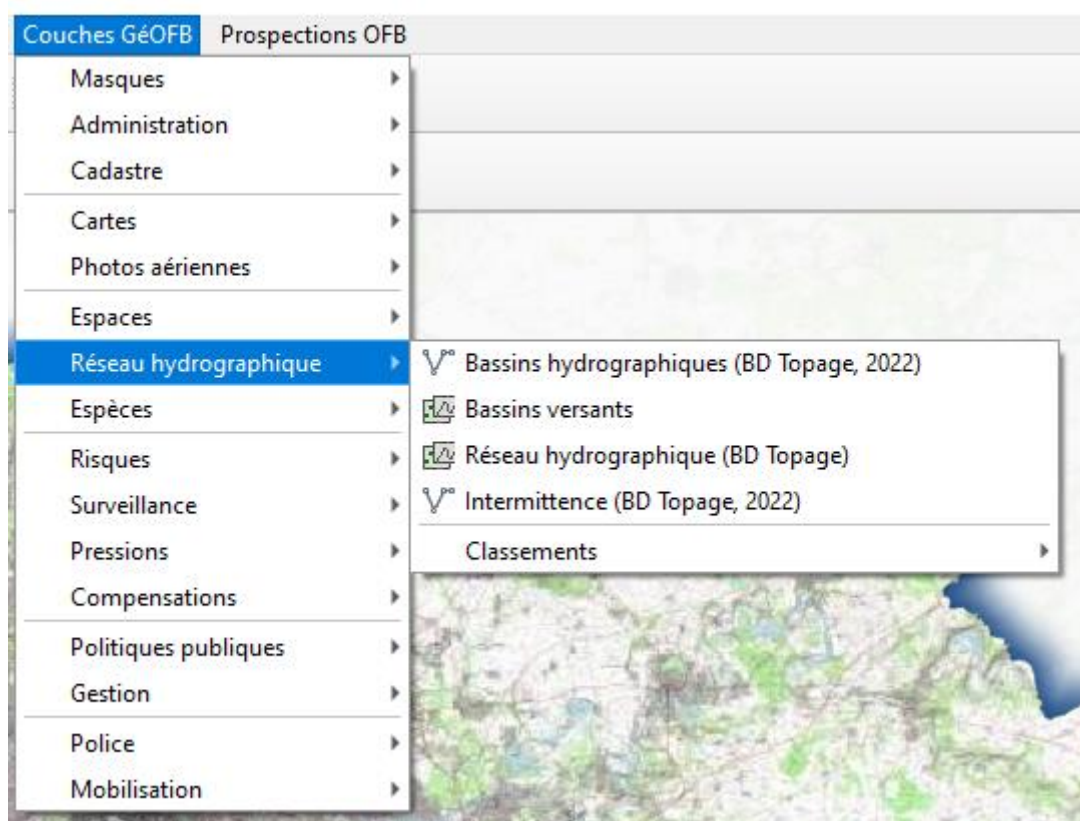 Couches GéOFB Prospections OFB
Masques
Administration
Cadastre
Cartes
Photos aériennes
Espaces
Réseau hydrographique
Bassins hydrographiques (BD Topage, 2022)
Bassins versants
Réseau hydrographique (BD Topage)
Intermittence (BD Topage, 2022)
Classements
Espèces
Risques
Surveillance
Pressions
Compensations
Politiques publiques
Gestion
Police
Mobilisation